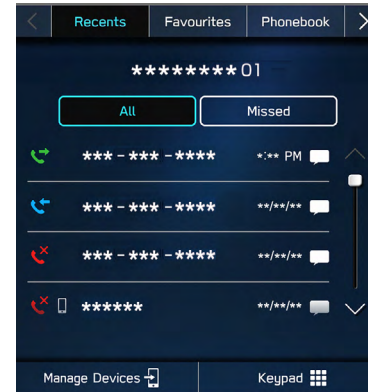 Recents Favourites Phonebook
********01
All Missed
***-***-**** *:** PM
***-***-**** **/**/**
***-***-**** **/**/**
****** **/**/**
Manage Devices Keypad